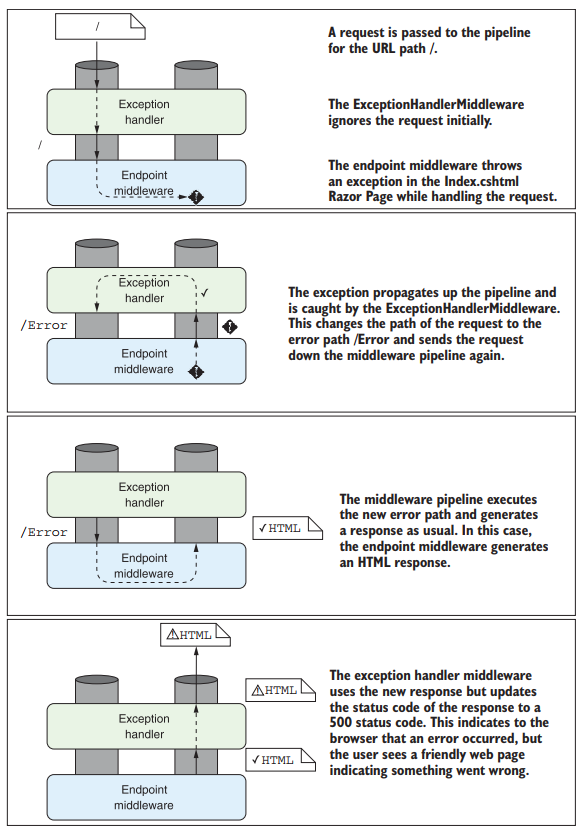 /
A request is passed to the pipeline
for the URL path /.
Exception
handler
The ExceptionHandlerMiddleware
ignores the request initially.
/
Endpoint
middleware
The endpoint middleware throws
an exception in the Index.cshtml
Razor Page while handling the request.
Exception
handler
/Error
Endpoint
middleware
The exception propagates up the pipeline and
is caught by the ExceptionHandlerMiddleware.
This changes the path of the request to the
error path /Error and sends the request
down the middleware pipeline again.
Exception
handler
/Error
HTML
Endpoint
middleware
The middleware pipeline executes
the new error path and generates
a response as usual. In this case,
the endpoint middleware generates
an HTML response.
HTML
HTML
Exception
handler
HTML
Endpoint
middleware
The exception handler middleware
uses the new response but updates
the status code of the response to a
500 status code. This indicates to the
browser that an error occurred, but
the user sees a friendly web page
indicating something went wrong.